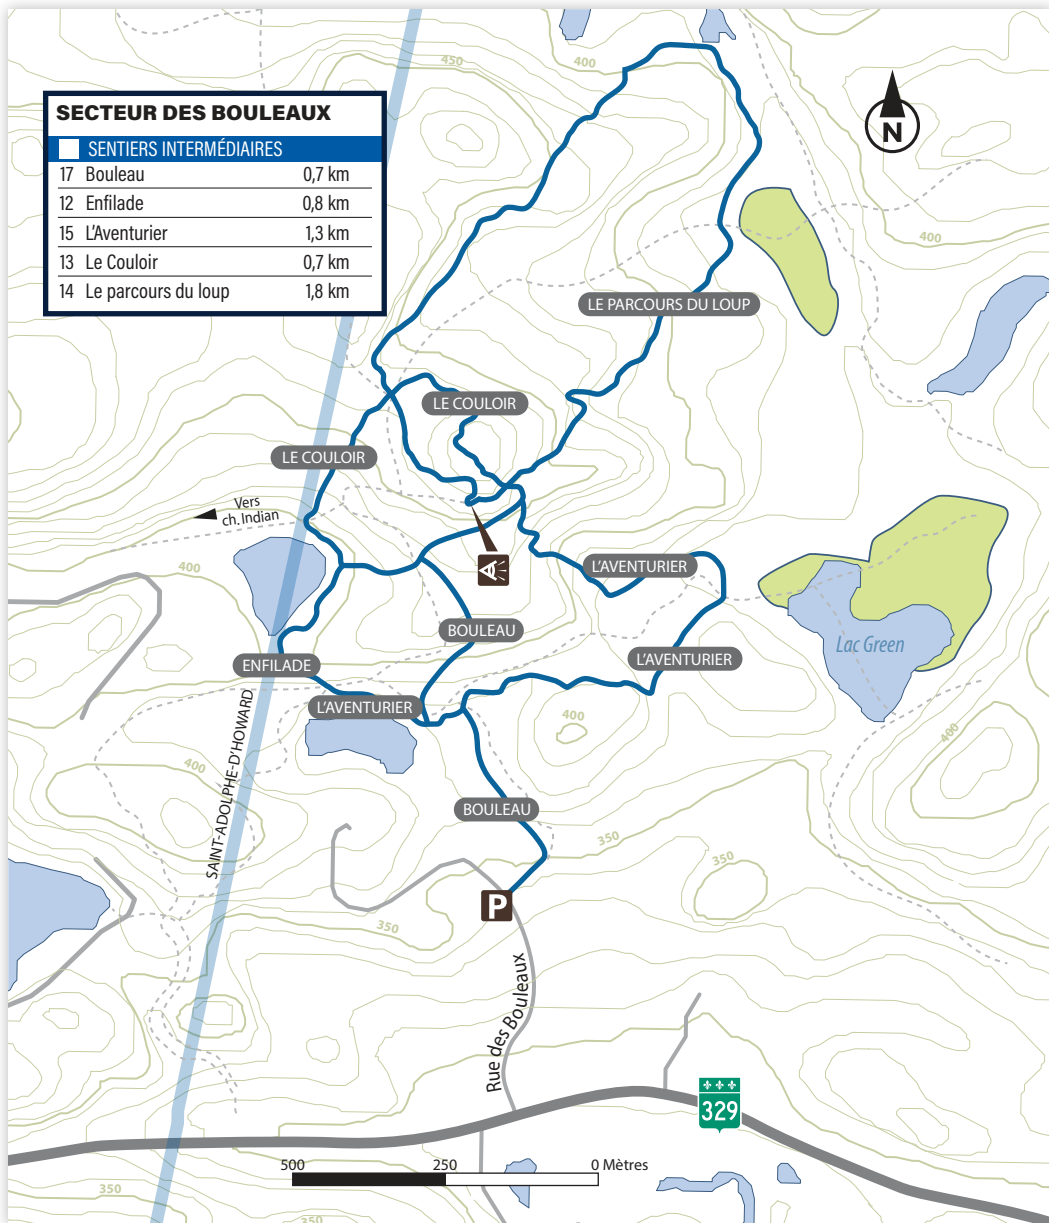 450
400
SECTEUR DES BOULEAUX
SENTIERS INTERMÉDIAIRES
17 Bouleau 0,7 km
12 Enfilade 0,8 km
15 L'Aventurier 1,3 km
13 Le Couloir 0,7 km
14 Le parcours du loup 1,8 km
N
400
LE PARCOURS DU LOUP
LE COULOIR
LE COULOIR
Vers
ch. Indian
400
L'AVENTURIER
BOULEAU
Lac Green
ENFILADE
L'AVENTURIER
L'AVENTURIER
400
400
400
SAINT-ADOLPHE-D'HOWARD
BOULEAU
350
350
P
350
Rue des Bouleaux
329
500 250 0 Mètres
350
350